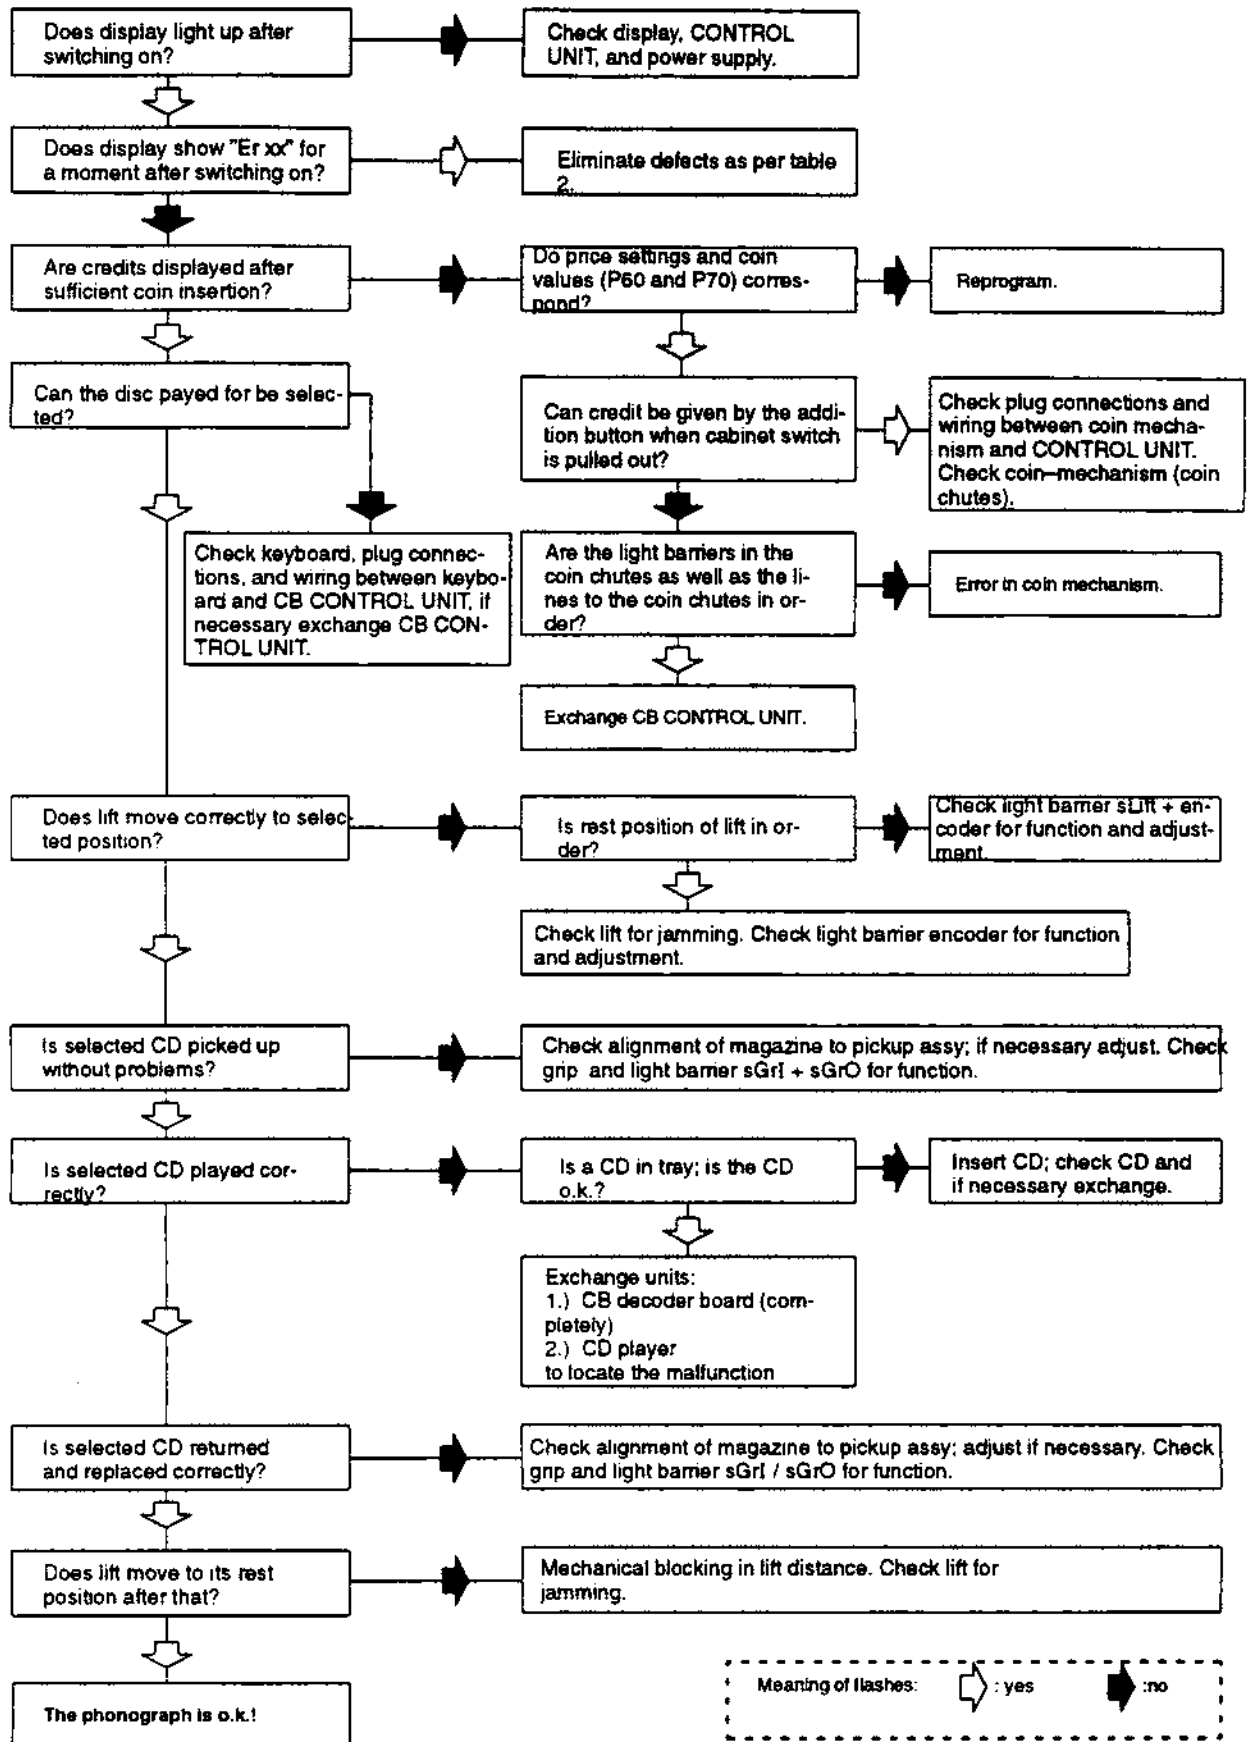 Does display light up after
switching on?
Check display, CONTROL
UNIT, and power supply.
Does display show "Er xx" for
a moment after switching on?
Eliminate defects as per table
2.
Are credits displayed after
sufficient coin insertion?
Do price settings and coin
values (P60 and P70) corres-
pond?
Reprogram.
Can the disc payed for be selec-
ted?
Can credit be given by the addi-
tion button when cabinet switch
is pulled out?
Check plug connections and
wiring between coin mecha-
nism and CONTROL UNIT.
Check coin–mechanism (coin
chutes).
Check keyboard, plug connec-
tions, and wiring between keybo-
ard and CB CONTROL UNIT, if
necessary exchange CB CON-
TROL UNIT.
Are the light barriers in the
coin chutes as well as the li-
nes to the coin chutes in or-
der?
Error in coin mechanism.
Exchange CB CONTROL UNIT.
Does lift move correctly to selec-
ted position?
Is rest position of lift in or-
der?
Check light barrier sLift + en-
coder for function and adjust-
ment.
Check lift for jamming. Check light barrier encoder for function
and adjustment.
Is selected CD picked up
without problems?
Check alignment of magazine to pickup assy; if necessary adjust. Check
grip and light barrier sGrI + sGrO for function.
Is selected CD played cor-
rectly?
Is a CD in tray; is the CD
o.k.?
Insert CD; check CD and
if necessary exchange.
Exchange units:
1.) CB decoder board (com-
pletely)
2.) CD player
to locate the malfunction
Is selected CD returned
and replaced correctly?
Check alignment of magazine to pickup assy; adjust if necessary. Check
grip and light barrier sGrI / sGrO for function.
Does lift move to its rest
position after that?
Mechanical blocking in lift distance. Check lift for
jamming.
The phonograph is o.k.!
Meaning of flashes: : yes :no